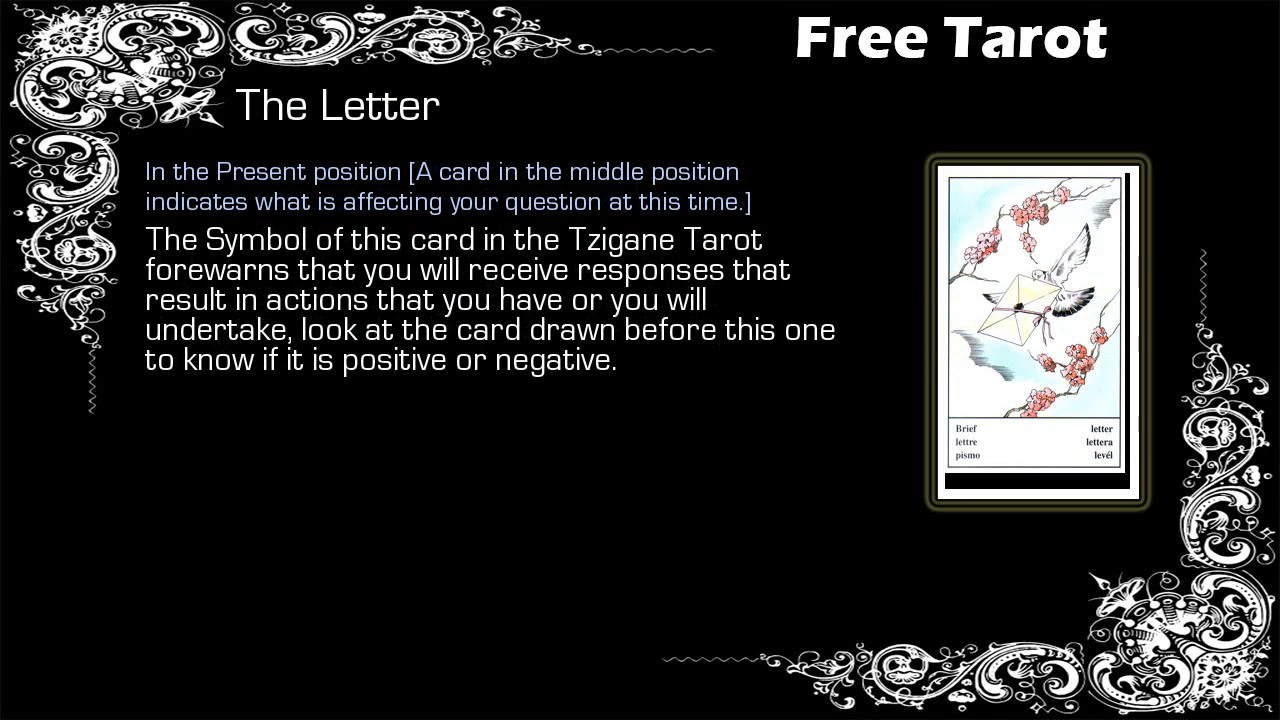 Free Tarot
The Letter
In the Present position [A card in the middle position
indicates what is affecting your question at this time.]
The Symbol of this card in the Tzigane Tarot
forewarns that you will receive responses that
result in actions that you have or you will
undertake, look at the card drawn before this one
to know if it is positive or negative.
Brief letter
lettre lettera
pismo levél